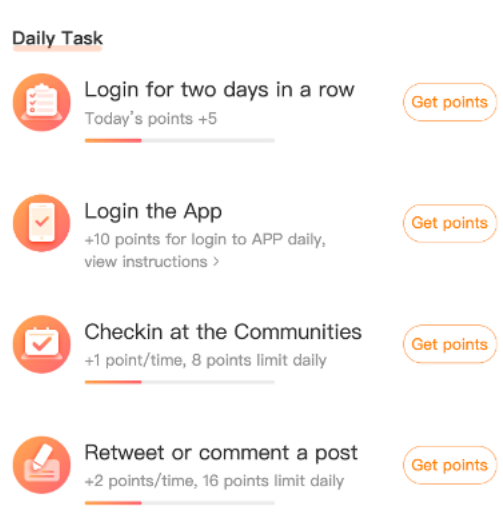 Daily Task
Login for two days in a row
Today's points +5
Get points
Login the App
+10 points for login to APP daily,
view instructions >
Get points
Checkin at the Communities
+1 point/time, 8 points limit daily
Get points
Retweet or comment a post
+2 points/time, 16 points limit daily
Get points